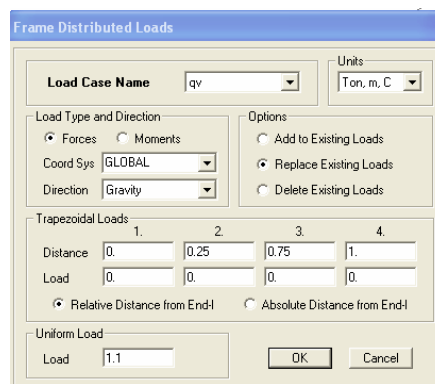 Frame Distributed Loads
Units
Load Case Name qv Ton, m, C
Load Type and Direction Options
Forces Moments Add to Existing Loads
Coord Sys GLOBAL Replace Existing Loads
Direction Gravity Delete Existing Loads
Trapezoidal Loads
1. 2. 3. 4.
Distance 0. 0.25 0.75 1.
Load 0. 0. 0. 0.
Relative Distance from End-I Absolute Distance from End-I
Uniform Load
Load 1.1 OK Cancel